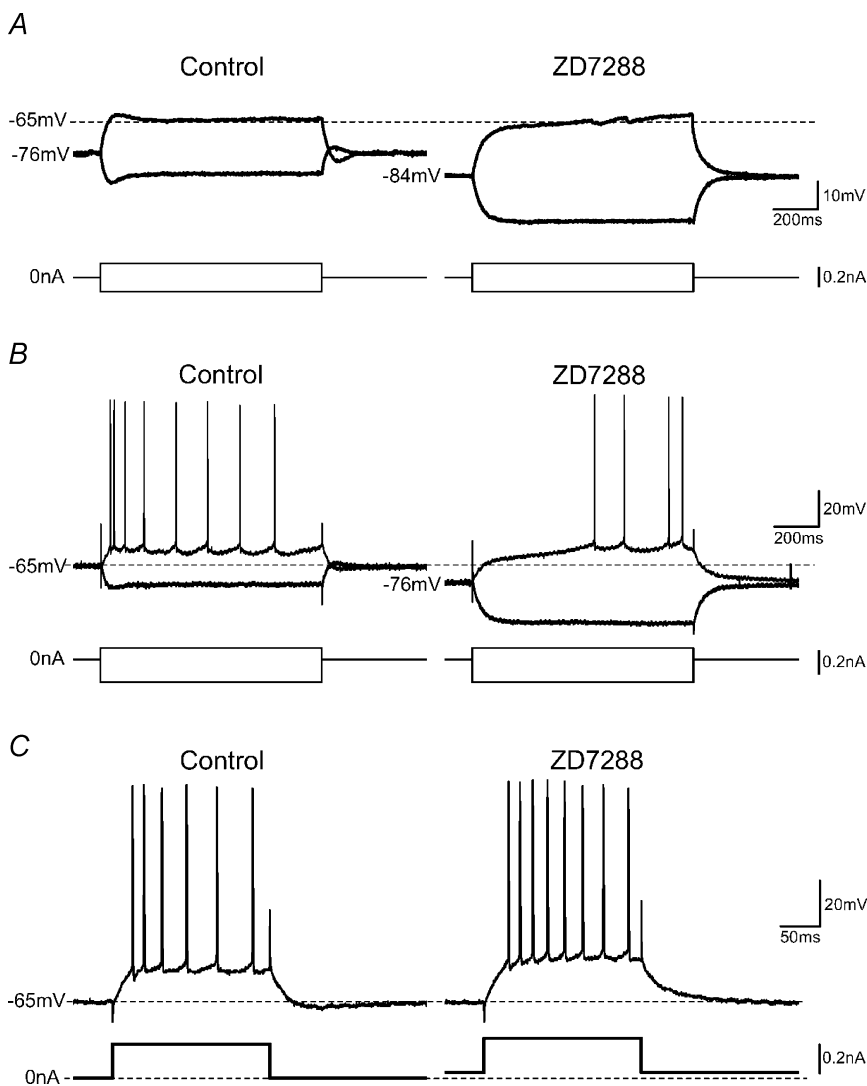 A
Control
ZD7288
-65mV
-76mV
-84mV
10mV
200ms
0nA
0.2nA
B
Control
ZD7288
20mV
200ms
-65mV
-76mV
0nA
0.2nA
C
Control
ZD7288
20mV
50ms
-65mV
0.2nA
0nA